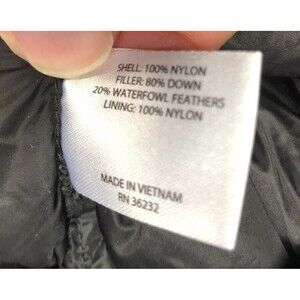 SHELL: 100% NYLON
FILLER: 80% DOWN
20% WATERFOWL FEATHERS
LINING: 100% NYLON
MADE IN VIETNAM
RN 36232